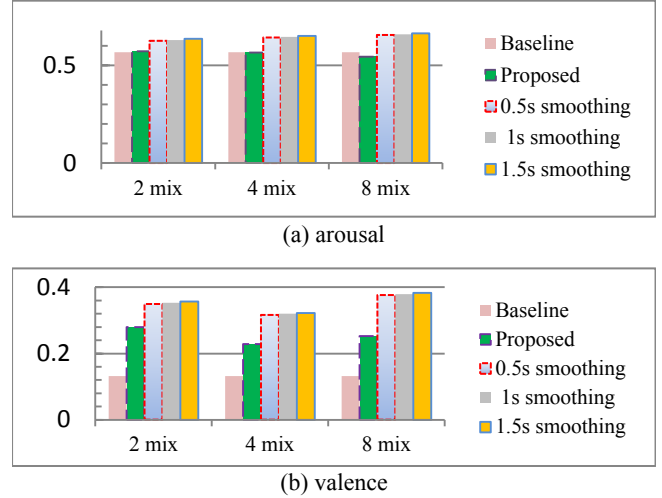 0.5
0
2 mix 4 mix 8 mix
Baseline
Proposed
0.5s smoothing
1s smoothing
1.5s smoothing
(a) arousal
0.4
0.2
0
2 mix 4 mix 8 mix
Baseline
Proposed
0.5s smoothing
1s smoothing
1.5s smoothing
(b) valence